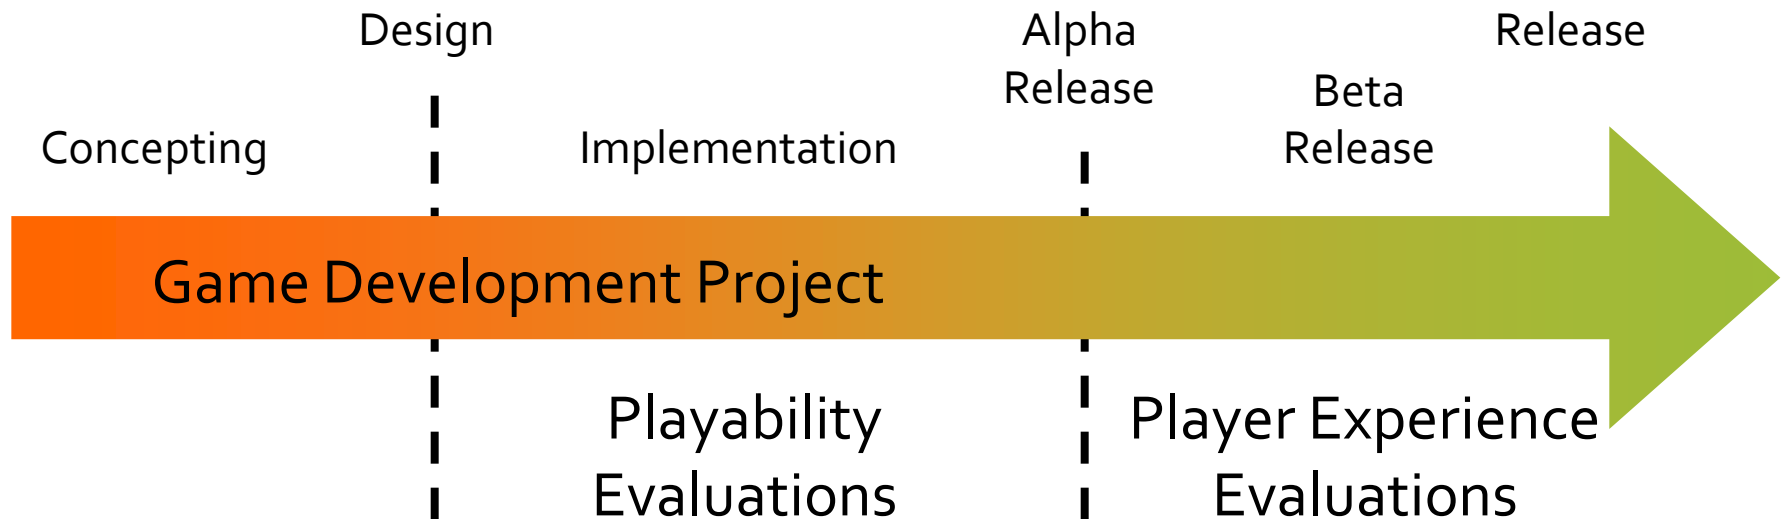 Design
Alpha
Release
Release
Beta
Release
Concepting
Implementation
Game Development Project
Playability
Evaluations
Player Experience
Evaluations